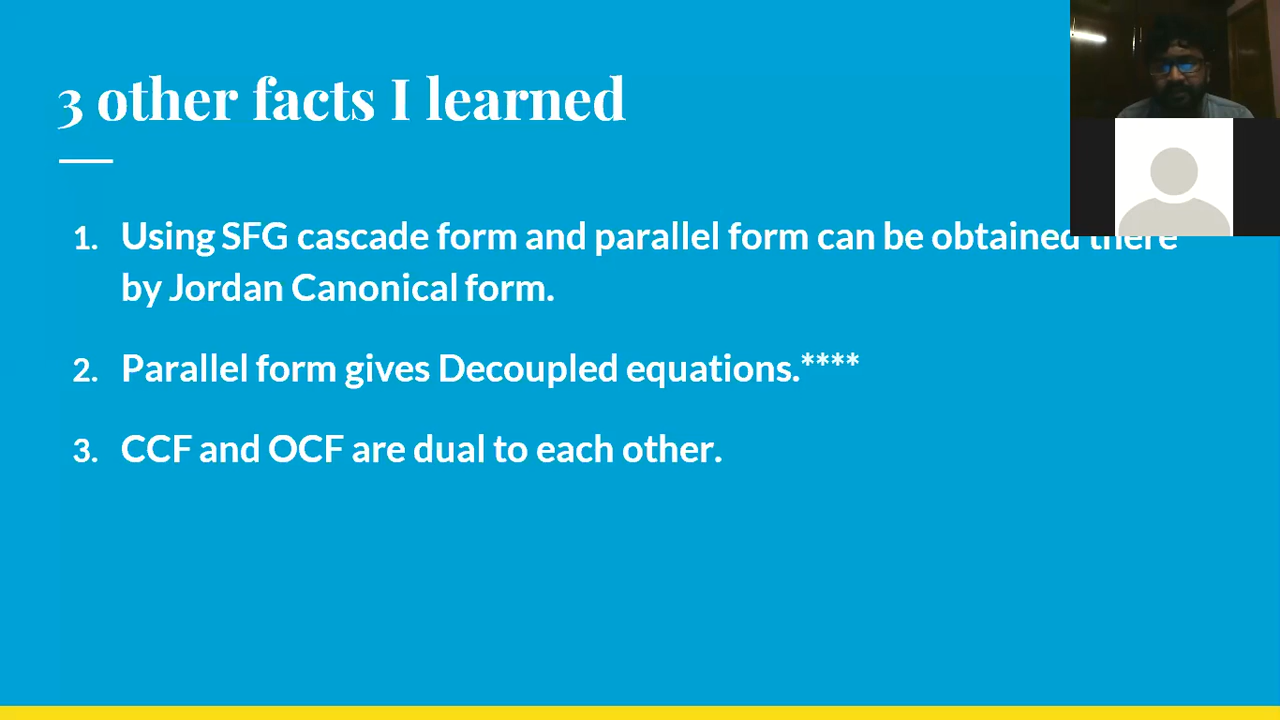 3 other facts I learned
1. Using SFG cascade form and parallel form can be obtained there
by Jordan Canonical form.
2. Parallel form gives Decoupled equations.****
3. CCF and OCF are dual to each other.